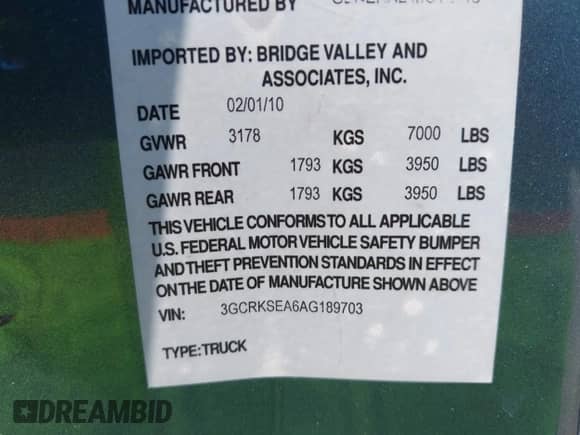 MANUFACTURED BY
IMPORTED BY: BRIDGE VALLEY AND
ASSOCIATES, INC.
DATE 02/01/10
GVWR 3178 KGS 7000 LBS
GAWR FRONT 1793 KGS 3950 LBS
GAWR REAR 1793 KGS 3950 LBS
THIS VEHICLE CONFORMS TO ALL APPLICABLE
U.S. FEDERAL MOTOR VEHICLE SAFETY BUMPER
AND THEFT PREVENTION STANDARDS IN EFFECT
ON THE DATE OF MANUFACTURE SHOWN ABOVE
VIN: 3GCRKSEA6AG189703
TYPE:TRUCK
DREAMBID